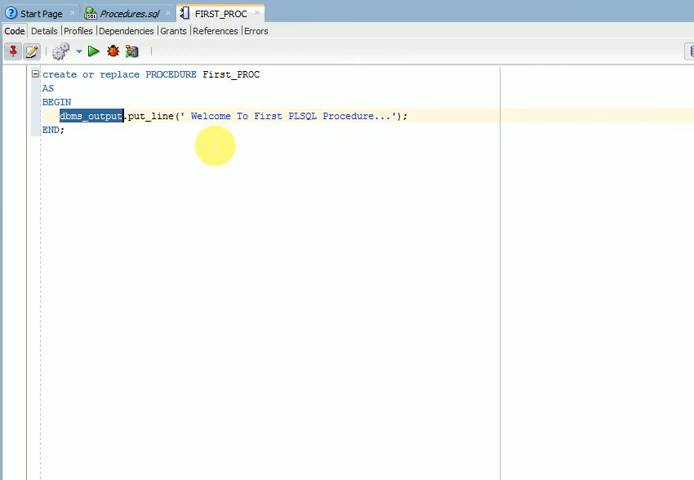 Start Page Procedures.sql FIRST_PROC
Code Details Profiles Dependencies Grants References Errors
create or replace PROCEDURE First_PROC
AS
BEGIN
dbms_output.put_line(' Welcome To First PLSQL Procedure...');
END;